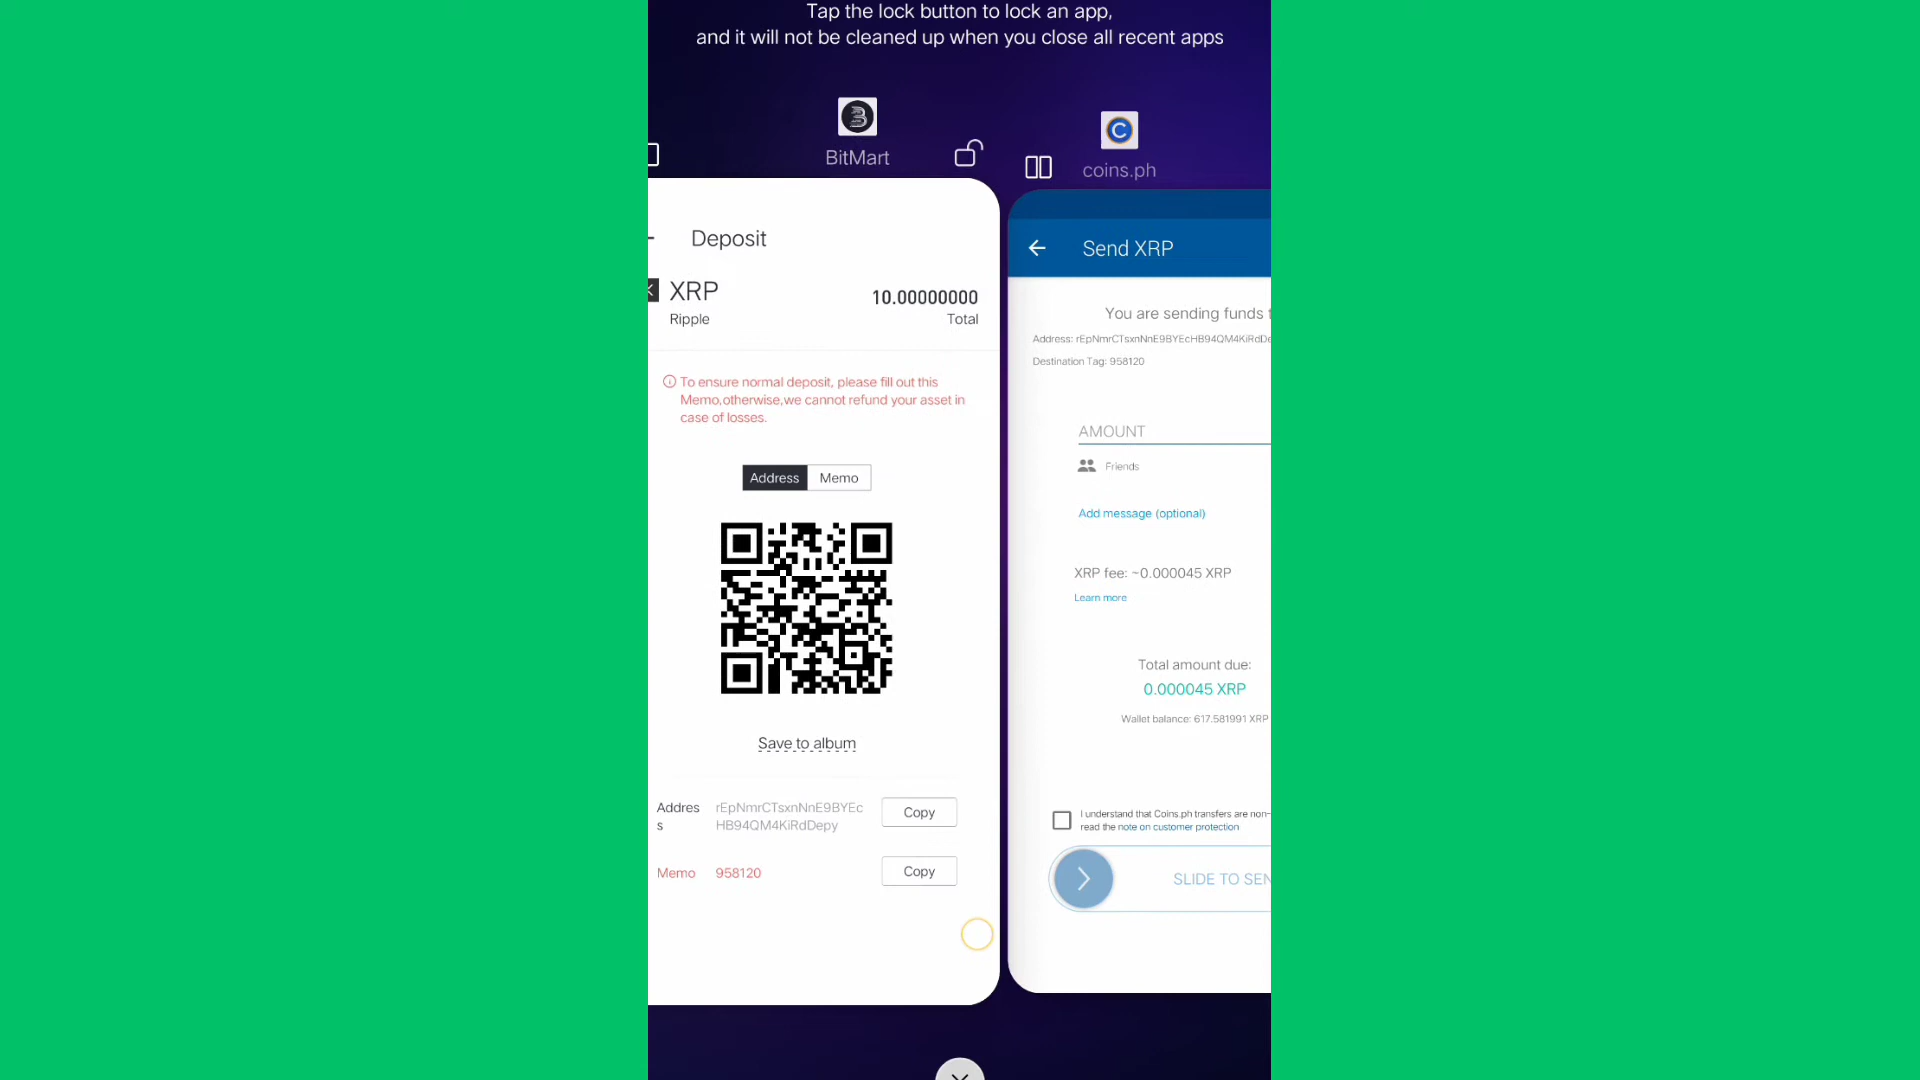 Tap the lock button to lock an app,
and it will not be cleaned up when you close all recent apps
BitMart
Deposit
XRP
10.00000000
Ripple
Total
To ensure normal deposit, please fill out this
Memo,otherwise,we cannot refund your asset in
case of losses.
Address
Memo
Save to album
Addres
s
rEpNmrCTsxnNnE9BYEc
HB94QM4KiRdDepy
Copy
Memo
958120
Copy
coins.ph
Send XRP
You are sending funds
Address: rEpNmrCTsxnNnE9BYEcHB94QM4KiRdDe
Destination Tag: 958120
AMOUNT
Friends
Add message (optional)
XRP fee: ~0.000045 XRP
Learn more
Total amount due:
0.000045 XRP
Wallet balance: 617.581991 XRP
I understand that Coins.ph transfers are non-
read the note on customer protection
SLIDE TO SEN